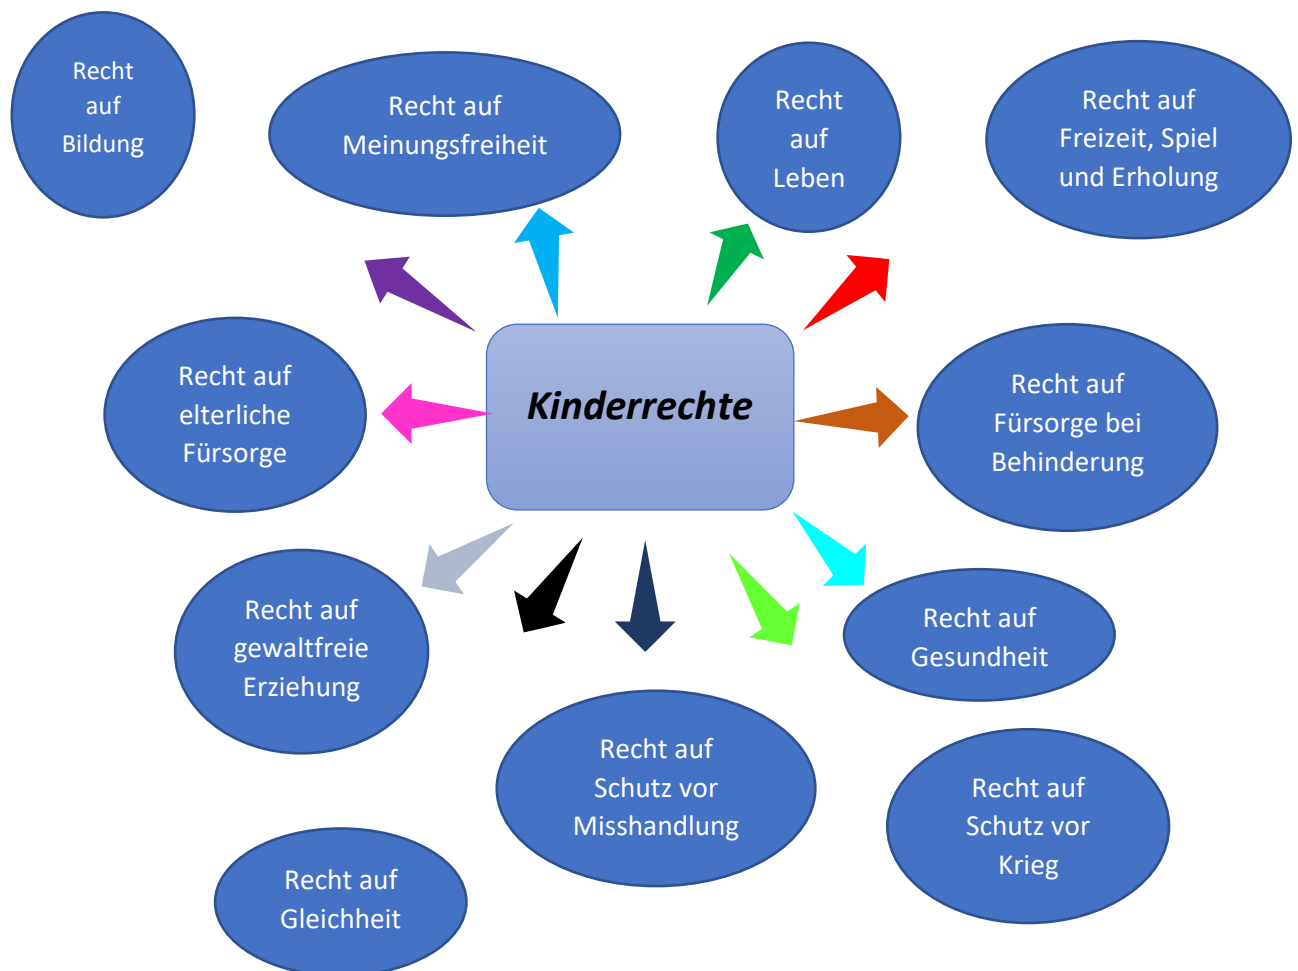 Recht
auf
Bildung
Recht auf
Meinungsfreiheit
Recht
auf
Leben
Recht auf
Freizeit, Spiel
und Erholung
Recht auf
elterliche
Fürsorge
Kinderrechte
Recht auf
Fürsorge bei
Behinderung
Recht auf
gewaltfreie
Erziehung
Recht auf
Gesundheit
Recht auf
Schutz vor
Misshandlung
Recht auf
Schutz vor
Krieg
Recht auf
Gleichheit